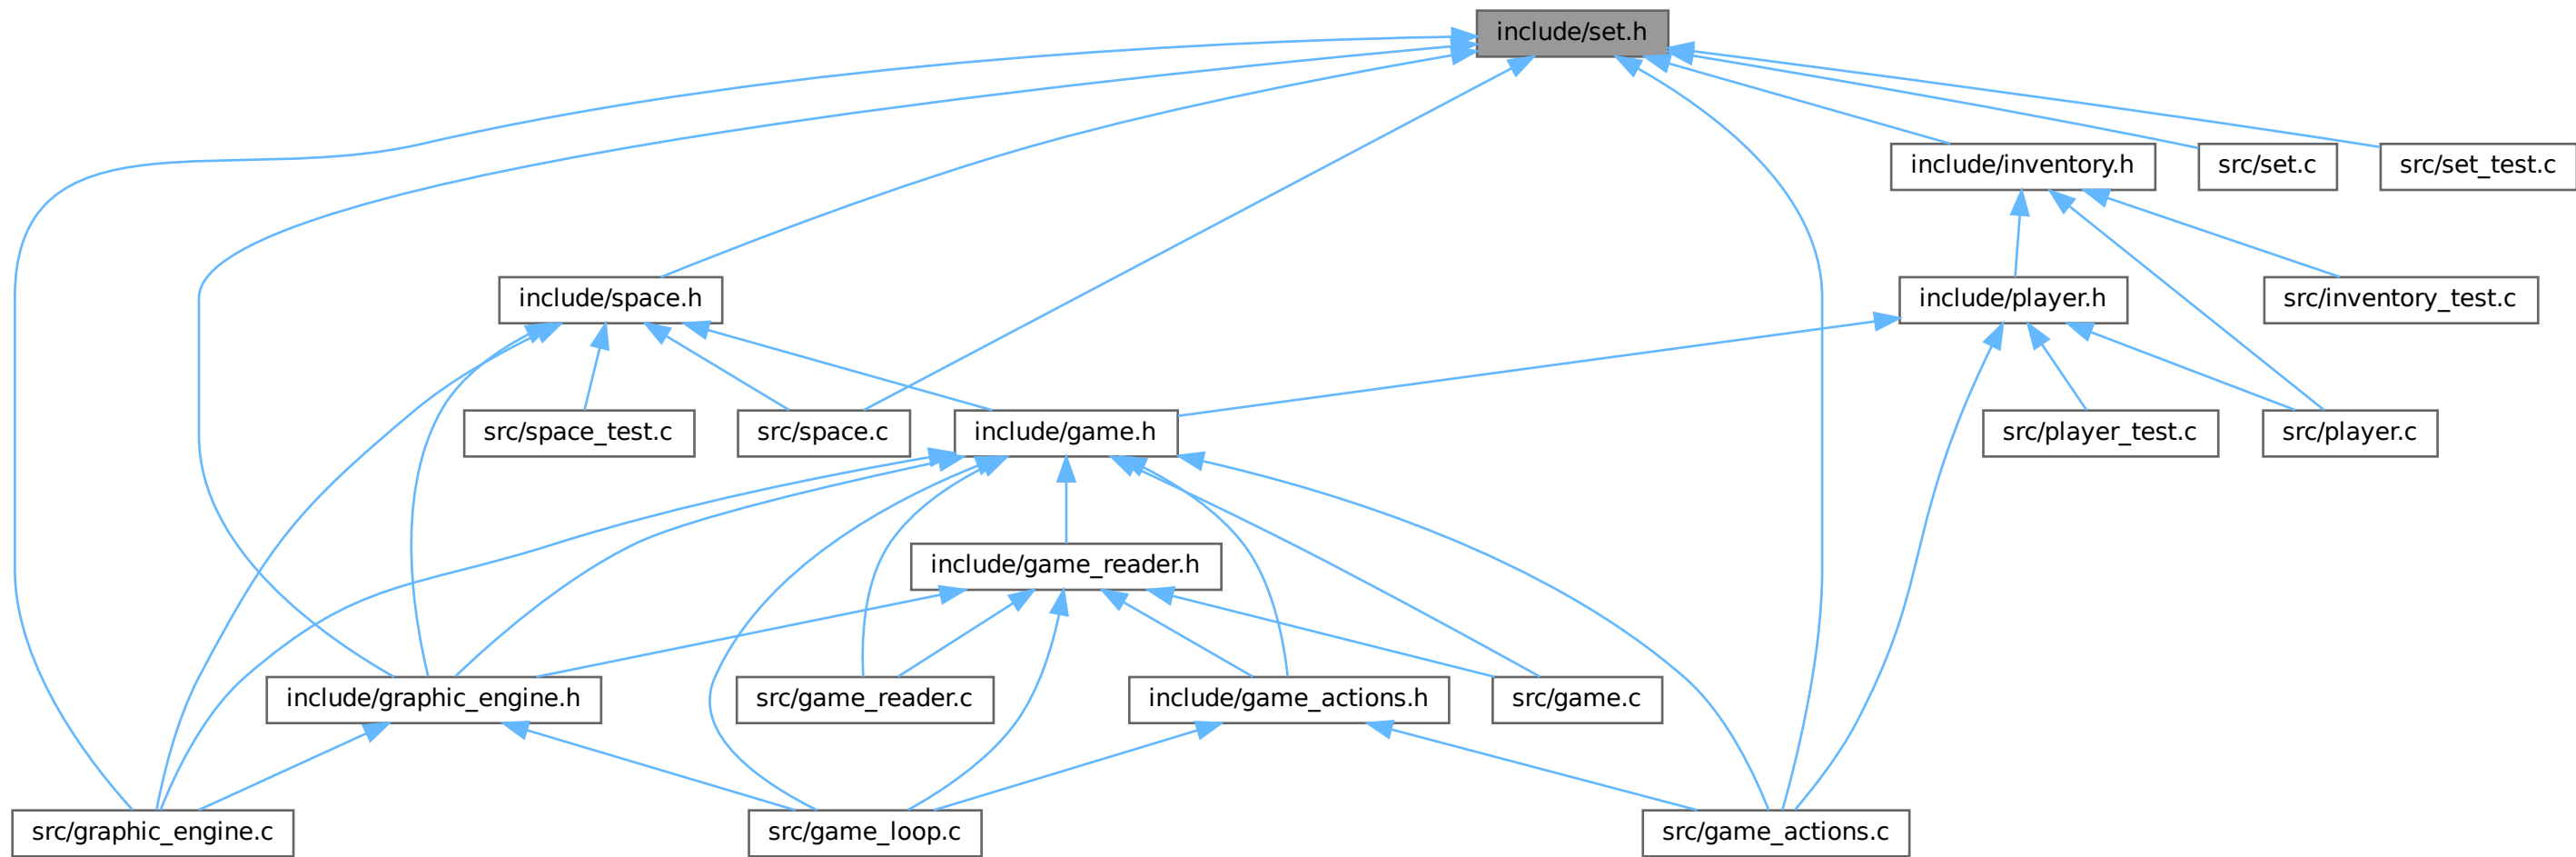 include/set.h
include/inventory.h
src/set.c
src/set_test.c
include/space.h
include/player.h
src/inventory_test.c
src/space_test.c
src/space.c
include/game.h
src/player_test.c
src/player.c
include/game_reader.h
include/graphic_engine.h
src/game_reader.c
include/game_actions.h
src/game.c
src/graphic_engine.c
src/game_loop.c
src/game_actions.c